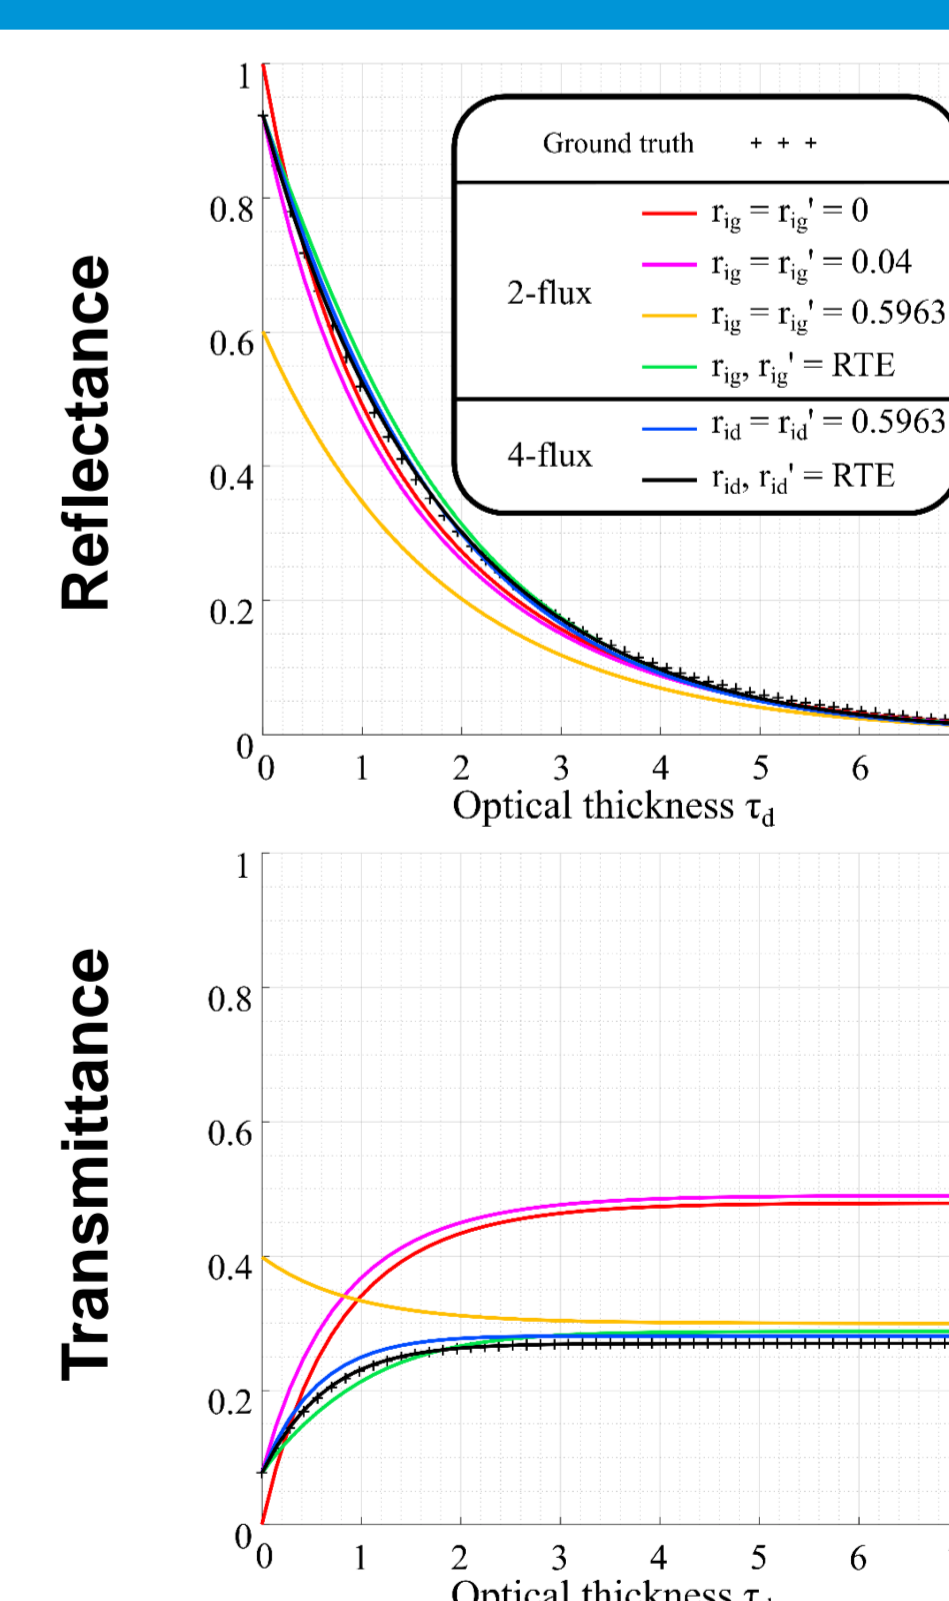 Reflectance
1
0.8
0.6
0.4
0.2
0
0 1 2 3 4 5 6
Optical thickness τd
Ground truth + + +
2-flux
rig = rig' = 0
rig = rig' = 0.04
rig = rig' = 0.5963
rig, rig' = RTE
4-flux
rid = rid' = 0.5963
rid, rid' = RTE
Transmittance
1
0.8
0.6
0.4
0.2
0
0 1 2 3 4 5 6
Optical thickness τd